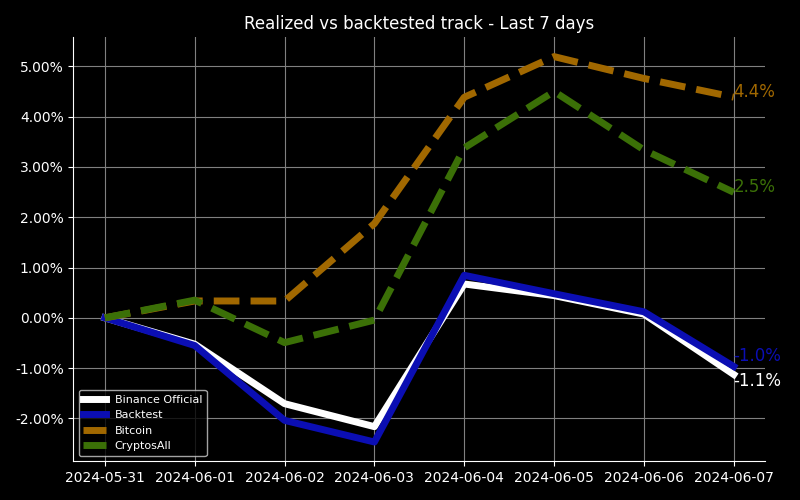 Realized vs backtested track - Last 7 days
5.00%
4.00%
3.00%
2.00%
1.00%
0.00%
-1.00%
-2.00%
4.4%
2.5%
-1.0%
-1.1%
Binance Official
Backtest
Bitcoin
CryptosAll
2024-05-31 2024-06-01 2024-06-02 2024-06-03 2024-06-04 2024-06-05 2024-06-06 2024-06-07